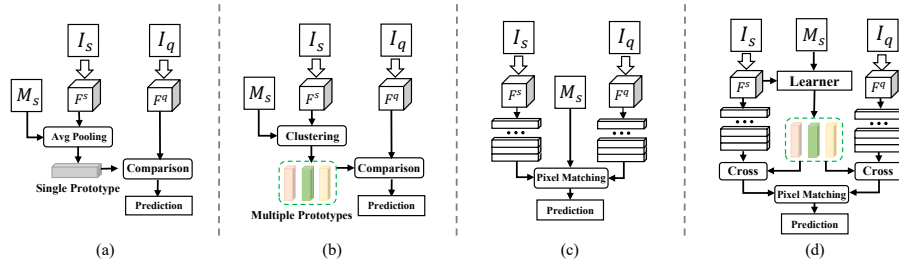 I_s
I_q
M_s
F^s
F^q
Avg Pooling
Single Prototype
Comparison
Prediction
(a)
I_s
I_q
M_s
F^s
F^q
Clustering
Comparison
Multiple Prototypes
Prediction
(b)
I_s
I_q
F^s
M_s
F^q
...
...
Pixel Matching
Prediction
(c)
I_s
M_s
I_q
F^s
Learner
F^q
...
...
Cross
Cross
Pixel Matching
Prediction
(d)